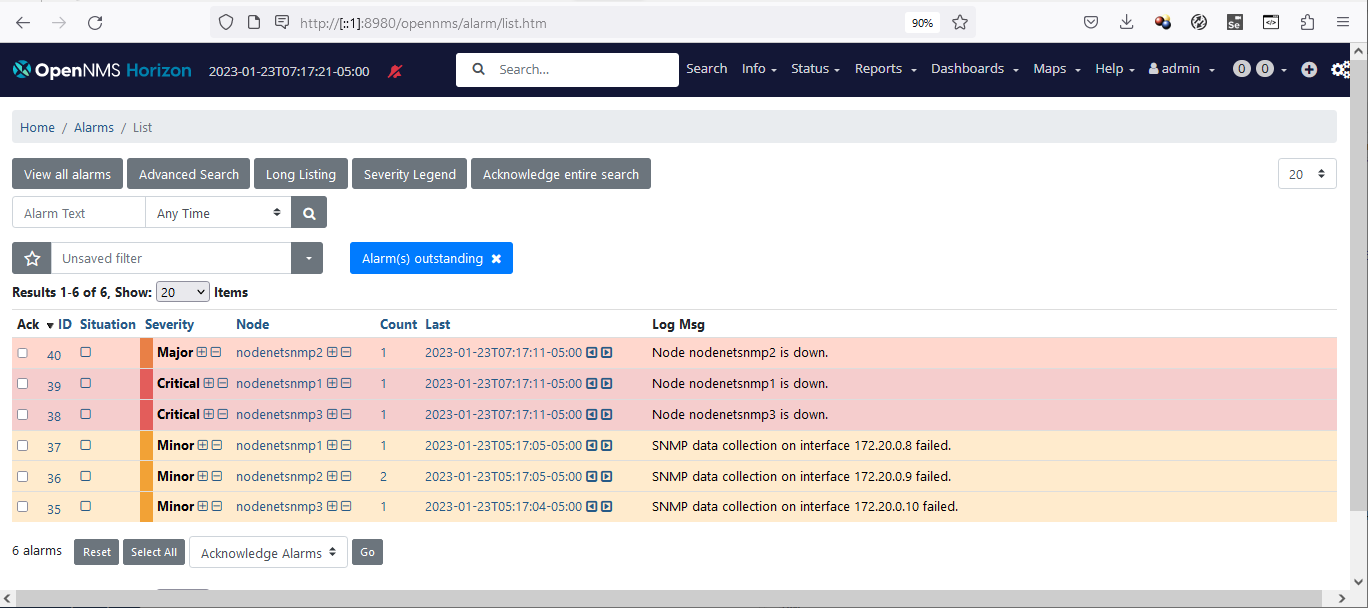 http://[::1]:8980/opennms/alarm/list.htm 90% Se
OpenNMS Horizon 2023-01-23T07:17:21-05:00 Search... Search Info Status Reports Dashboards Maps Help admin 0 0
Home / Alarms / List
View all alarms Advanced Search Long Listing Severity Legend Acknowledge entire search 20
Alarm Text Any Time
Unsaved filter Alarm(s) outstanding
Results 1-6 of 6, Show: 20 Items
Ack ID Situation Severity Node Count Last Log Msg
40 Major nodenetsnmp2 1 2023-01-23T07:17:11-05:00 Node nodenetsnmp2 is down.
39 Critical nodenetsnmp1 1 2023-01-23T07:17:11-05:00 Node nodenetsnmp1 is down.
38 Critical nodenetsnmp3 1 2023-01-23T07:17:11-05:00 Node nodenetsnmp3 is down.
37 Minor nodenetsnmp1 1 2023-01-23T05:17:05-05:00 SNMP data collection on interface 172.20.0.8 failed.
36 Minor nodenetsnmp2 2 2023-01-23T05:17:05-05:00 SNMP data collection on interface 172.20.0.9 failed.
35 Minor nodenetsnmp3 1 2023-01-23T05:17:04-05:00 SNMP data collection on interface 172.20.0.10 failed.
6 alarms Reset Select All Acknowledge Alarms Go